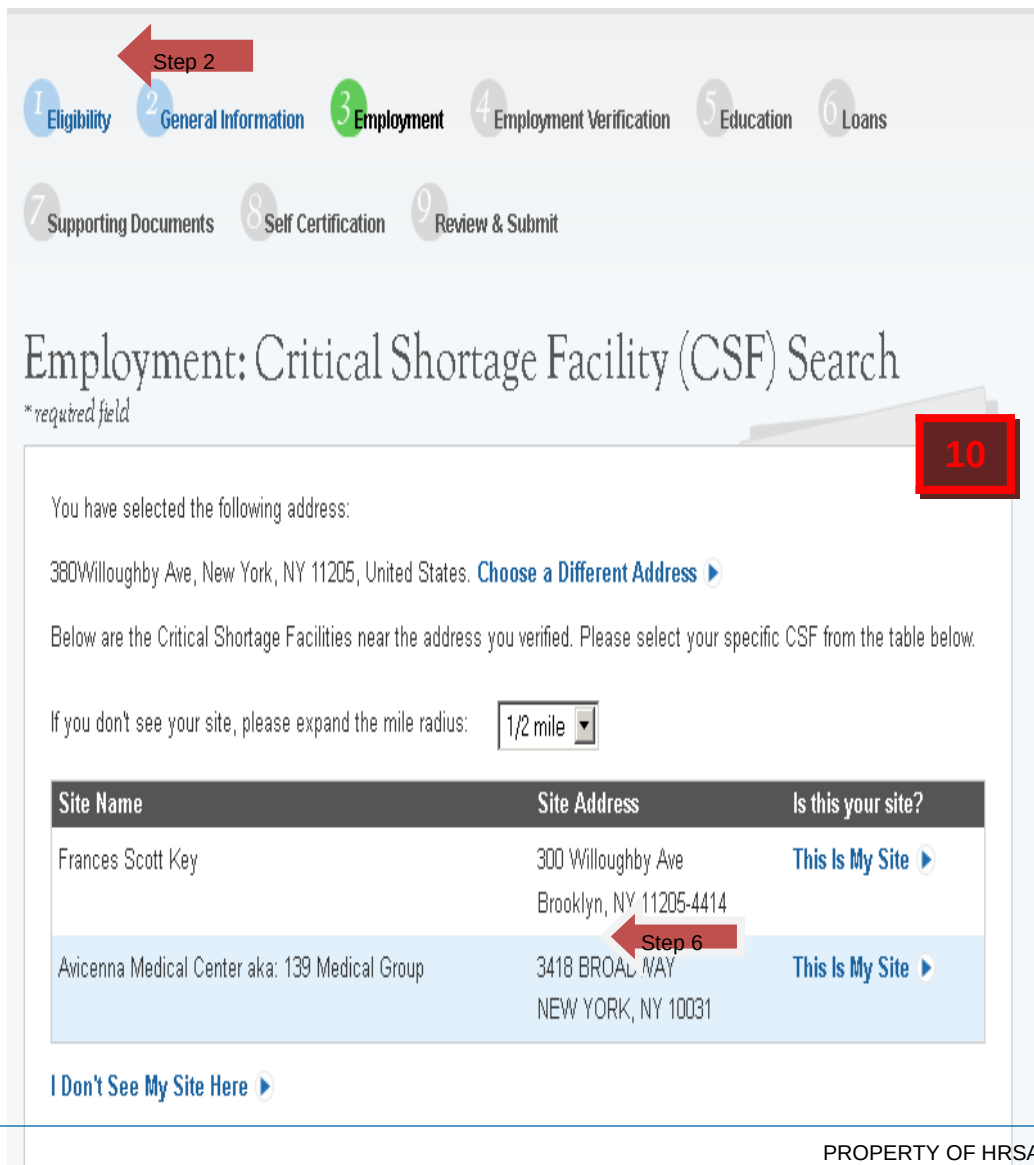 Step 2
1 Eligibility 2 General Information 3 Employment 4 Employment Verification 5 Education 6 Loans
7 Supporting Documents 8 Self Certification 9 Review & Submit
Employment: Critical Shortage Facility (CSF) Search
*required field
10
You have selected the following address:
380Willoughby Ave, New York, NY 11205, United States. Choose a Different Address
Below are the Critical Shortage Facilities near the address you verified. Please select your specific CSF from the table below.
If you don't see your site, please expand the mile radius: 1/2 mile
Site Name Site Address Is this your site?
Frances Scott Key 300 Willoughby Ave This Is My Site
Brooklyn, NY 11205-4414
Step 6
Avicenna Medical Center aka: 139 Medical Group 3418 BROADWAY This Is My Site
NEW YORK, NY 10031
I Don't See My Site Here
PROPERTY OF HRSA